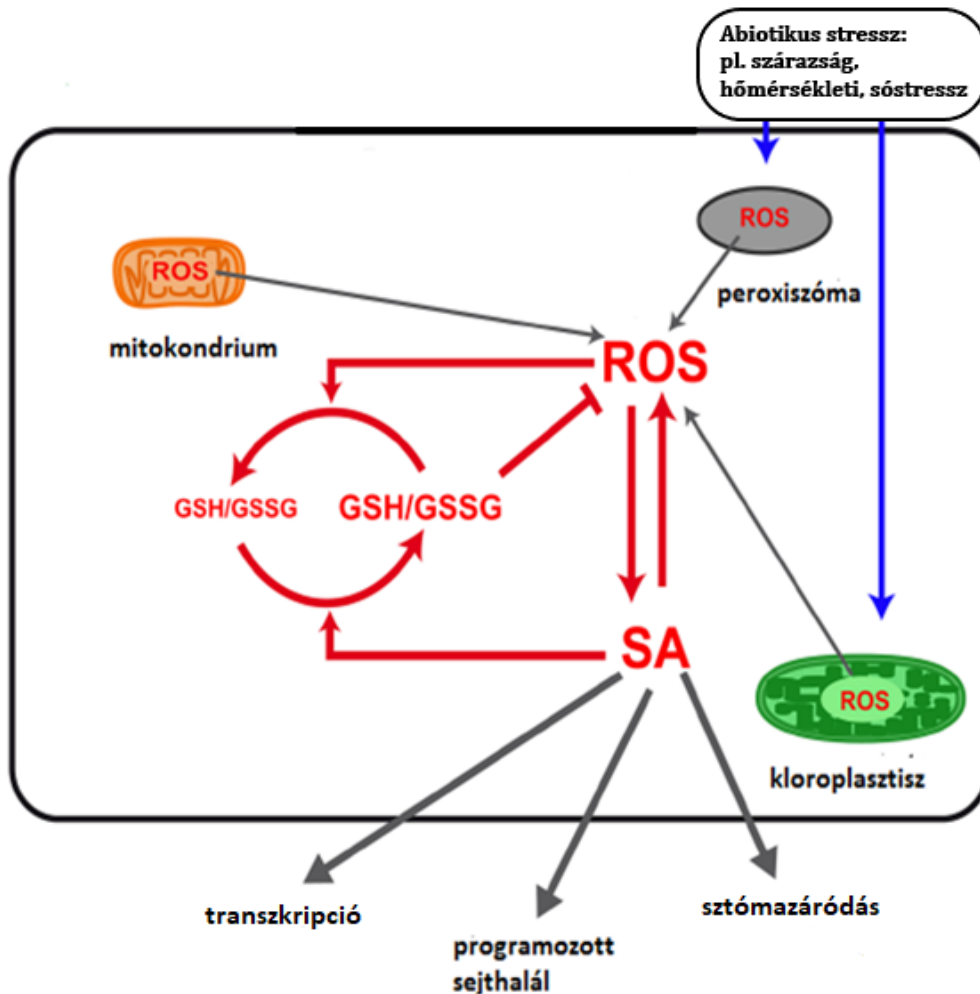 Abiotikus stressz:
pl. szárazság,
hőmérsékleti, sóstressz
ROS
peroxiszóma
ROS
mitokondrium
ROS
GSH/GSSG
GSH/GSSG
SA
ROS
kloroplasztisz
transzkripció
programozott
sejthalál
sztómazáródás